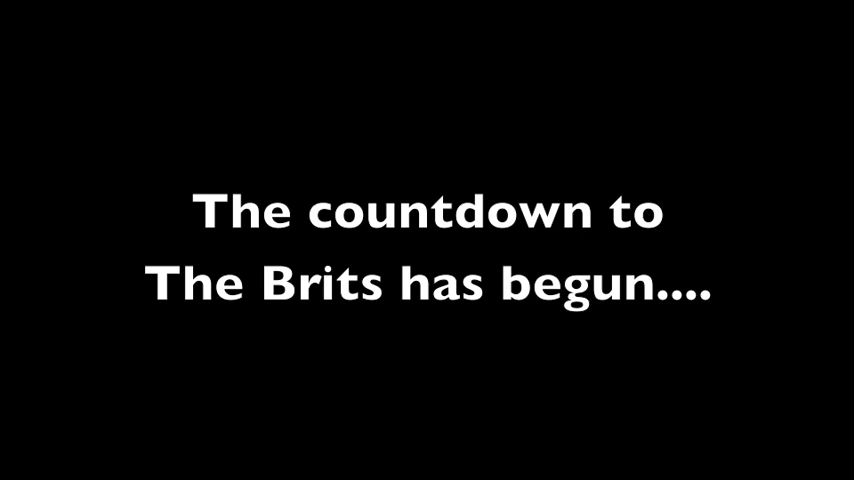 The countdown to
The Brits has begun....